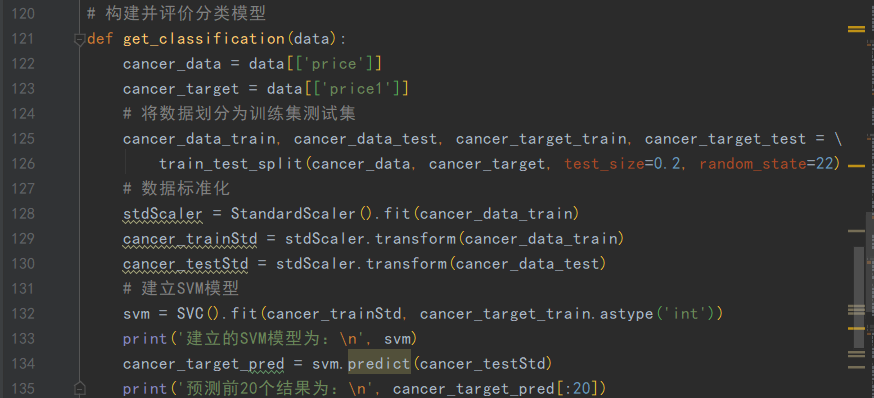 120 # 构建并评价分类模型
121 def get_classification(data):
122 cancer_data = data[['price']]
123 cancer_target = data[['price1']]
124 # 将数据划分为训练集测试集
125 cancer_data_train, cancer_data_test, cancer_target_train, cancer_target_test = \
126 train_test_split(cancer_data, cancer_target, test_size=0.2, random_state=22)
127 # 数据标准化
128 stdScaler = StandardScaler().fit(cancer_data_train)
129 cancer_trainStd = stdScaler.transform(cancer_data_train)
130 cancer_testStd = stdScaler.transform(cancer_data_test)
131 # 建立SVM模型
132 svm = SVC().fit(cancer_trainStd, cancer_target_train.astype('int'))
133 print('建立的SVM模型为：\n', svm)
134 cancer_target_pred = svm.predict(cancer_testStd)
135 print('预测前20个结果为：\n', cancer_target_pred[:20])